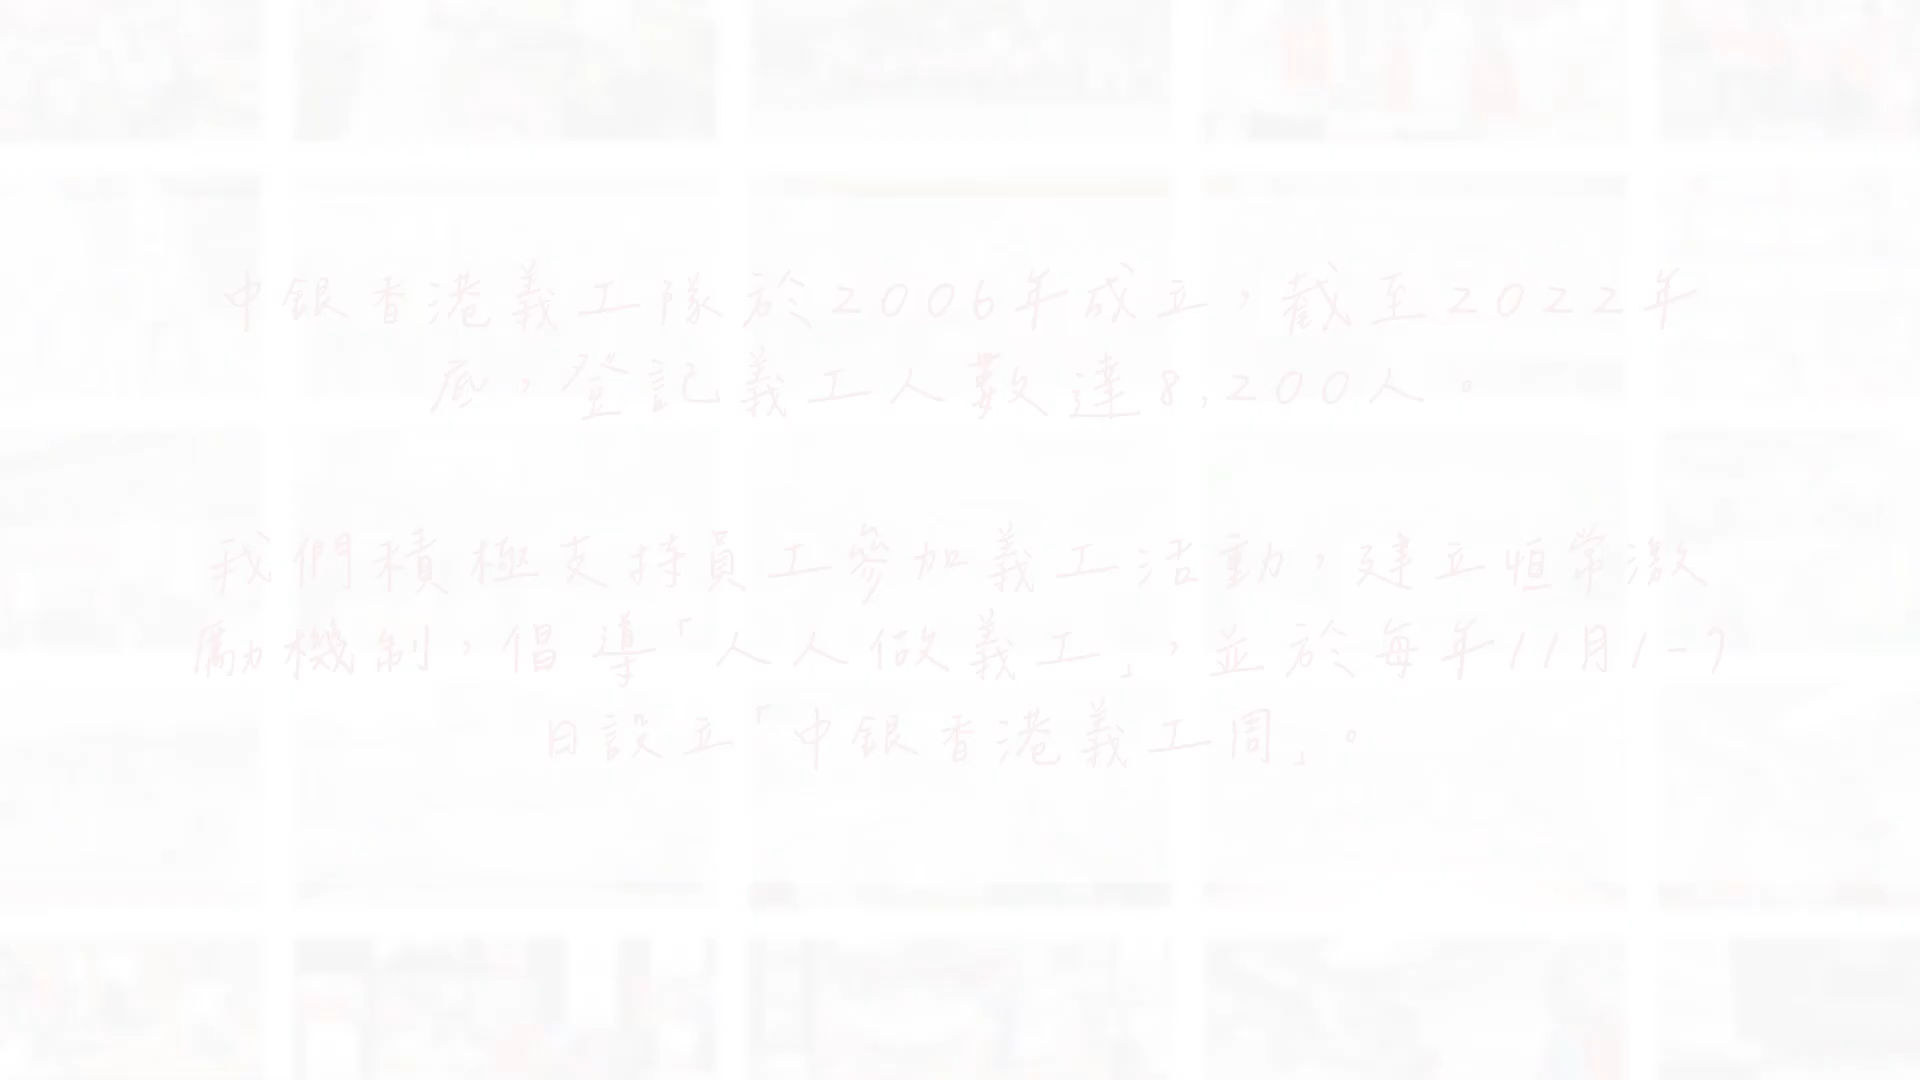 中銀香港義工隊於2006年成立，截至2022年
底，登記義工人數達8,200人。
我們積極支持員工參加義工活動，建立恒常激
勵機制，倡導「人人做義工」，並於每年11月1-7
日設立「中銀香港義工周」。